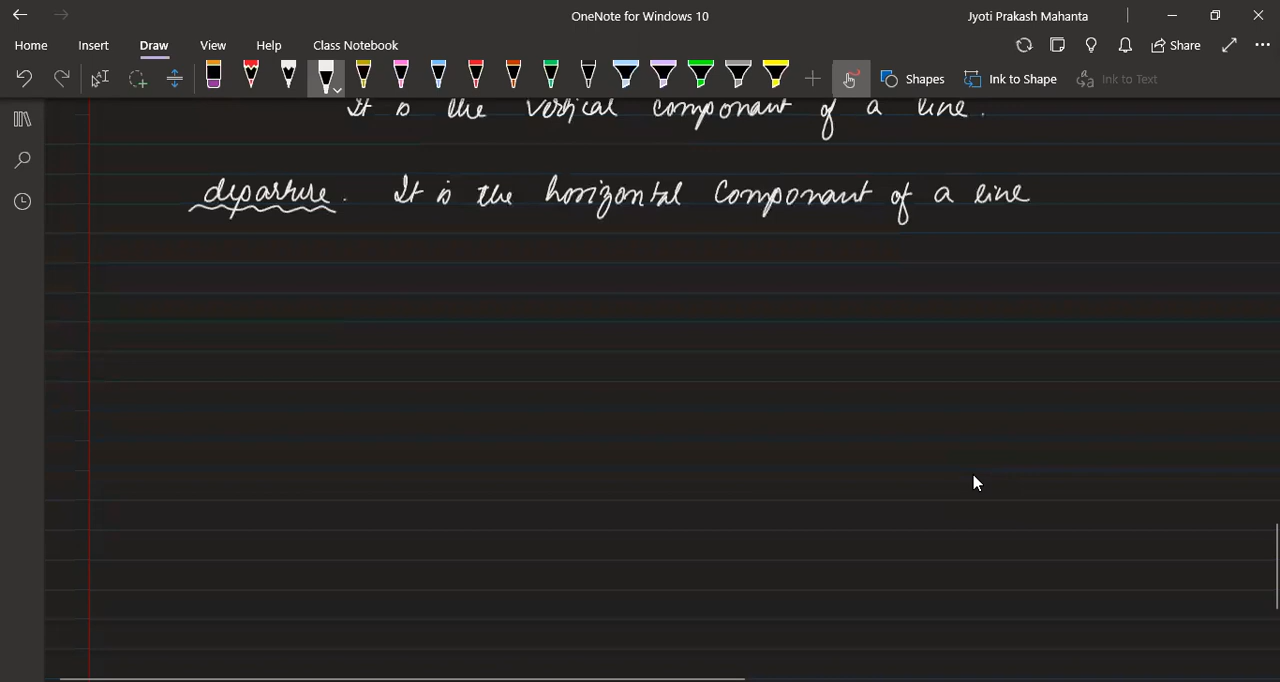 OneNote for Windows 10
Jyoti Prakash Mahanta
Home Insert Draw View Help Class Notebook
Share
Shapes Ink to Shape Ink to Text
It is the vertical componant of a line.
departure. It is the horizontal componant of a line